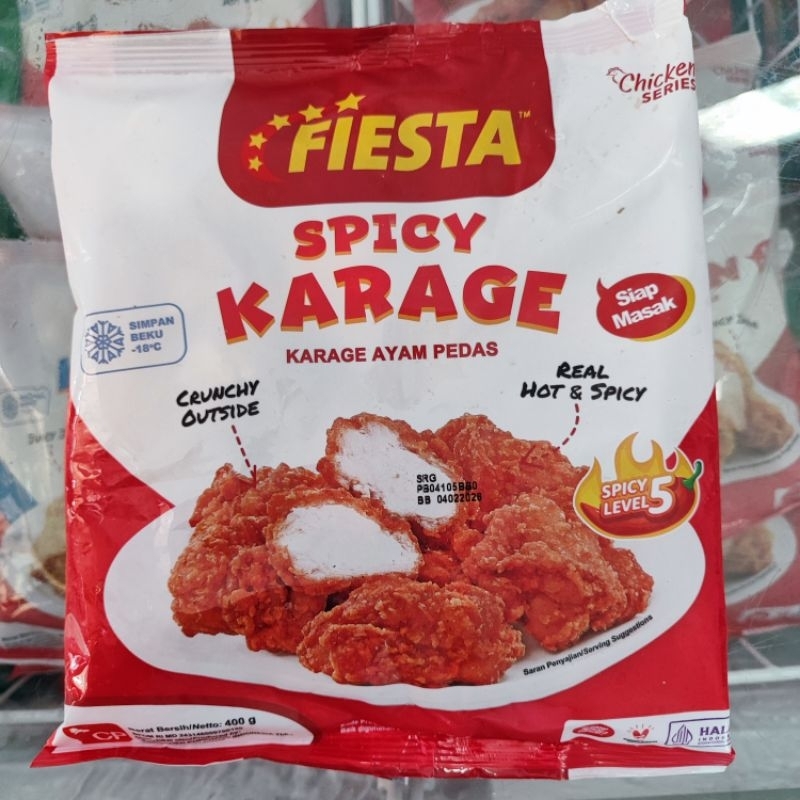 Chicken
SERIES
FIESTA™
SPICY
KARAGE
KARAGE AYAM PEDAS
Siap
Masak
SIMPAN
BEKU
-18°C
CRUNCHY
OUTSIDE
REAL
HOT & SPICY
SRG
PB04105BB0
BB 04022026
SPICY
LEVEL 5
Saran Penyajian/Serving Suggestions
CP
Berat Bersih/Netto: 400 g